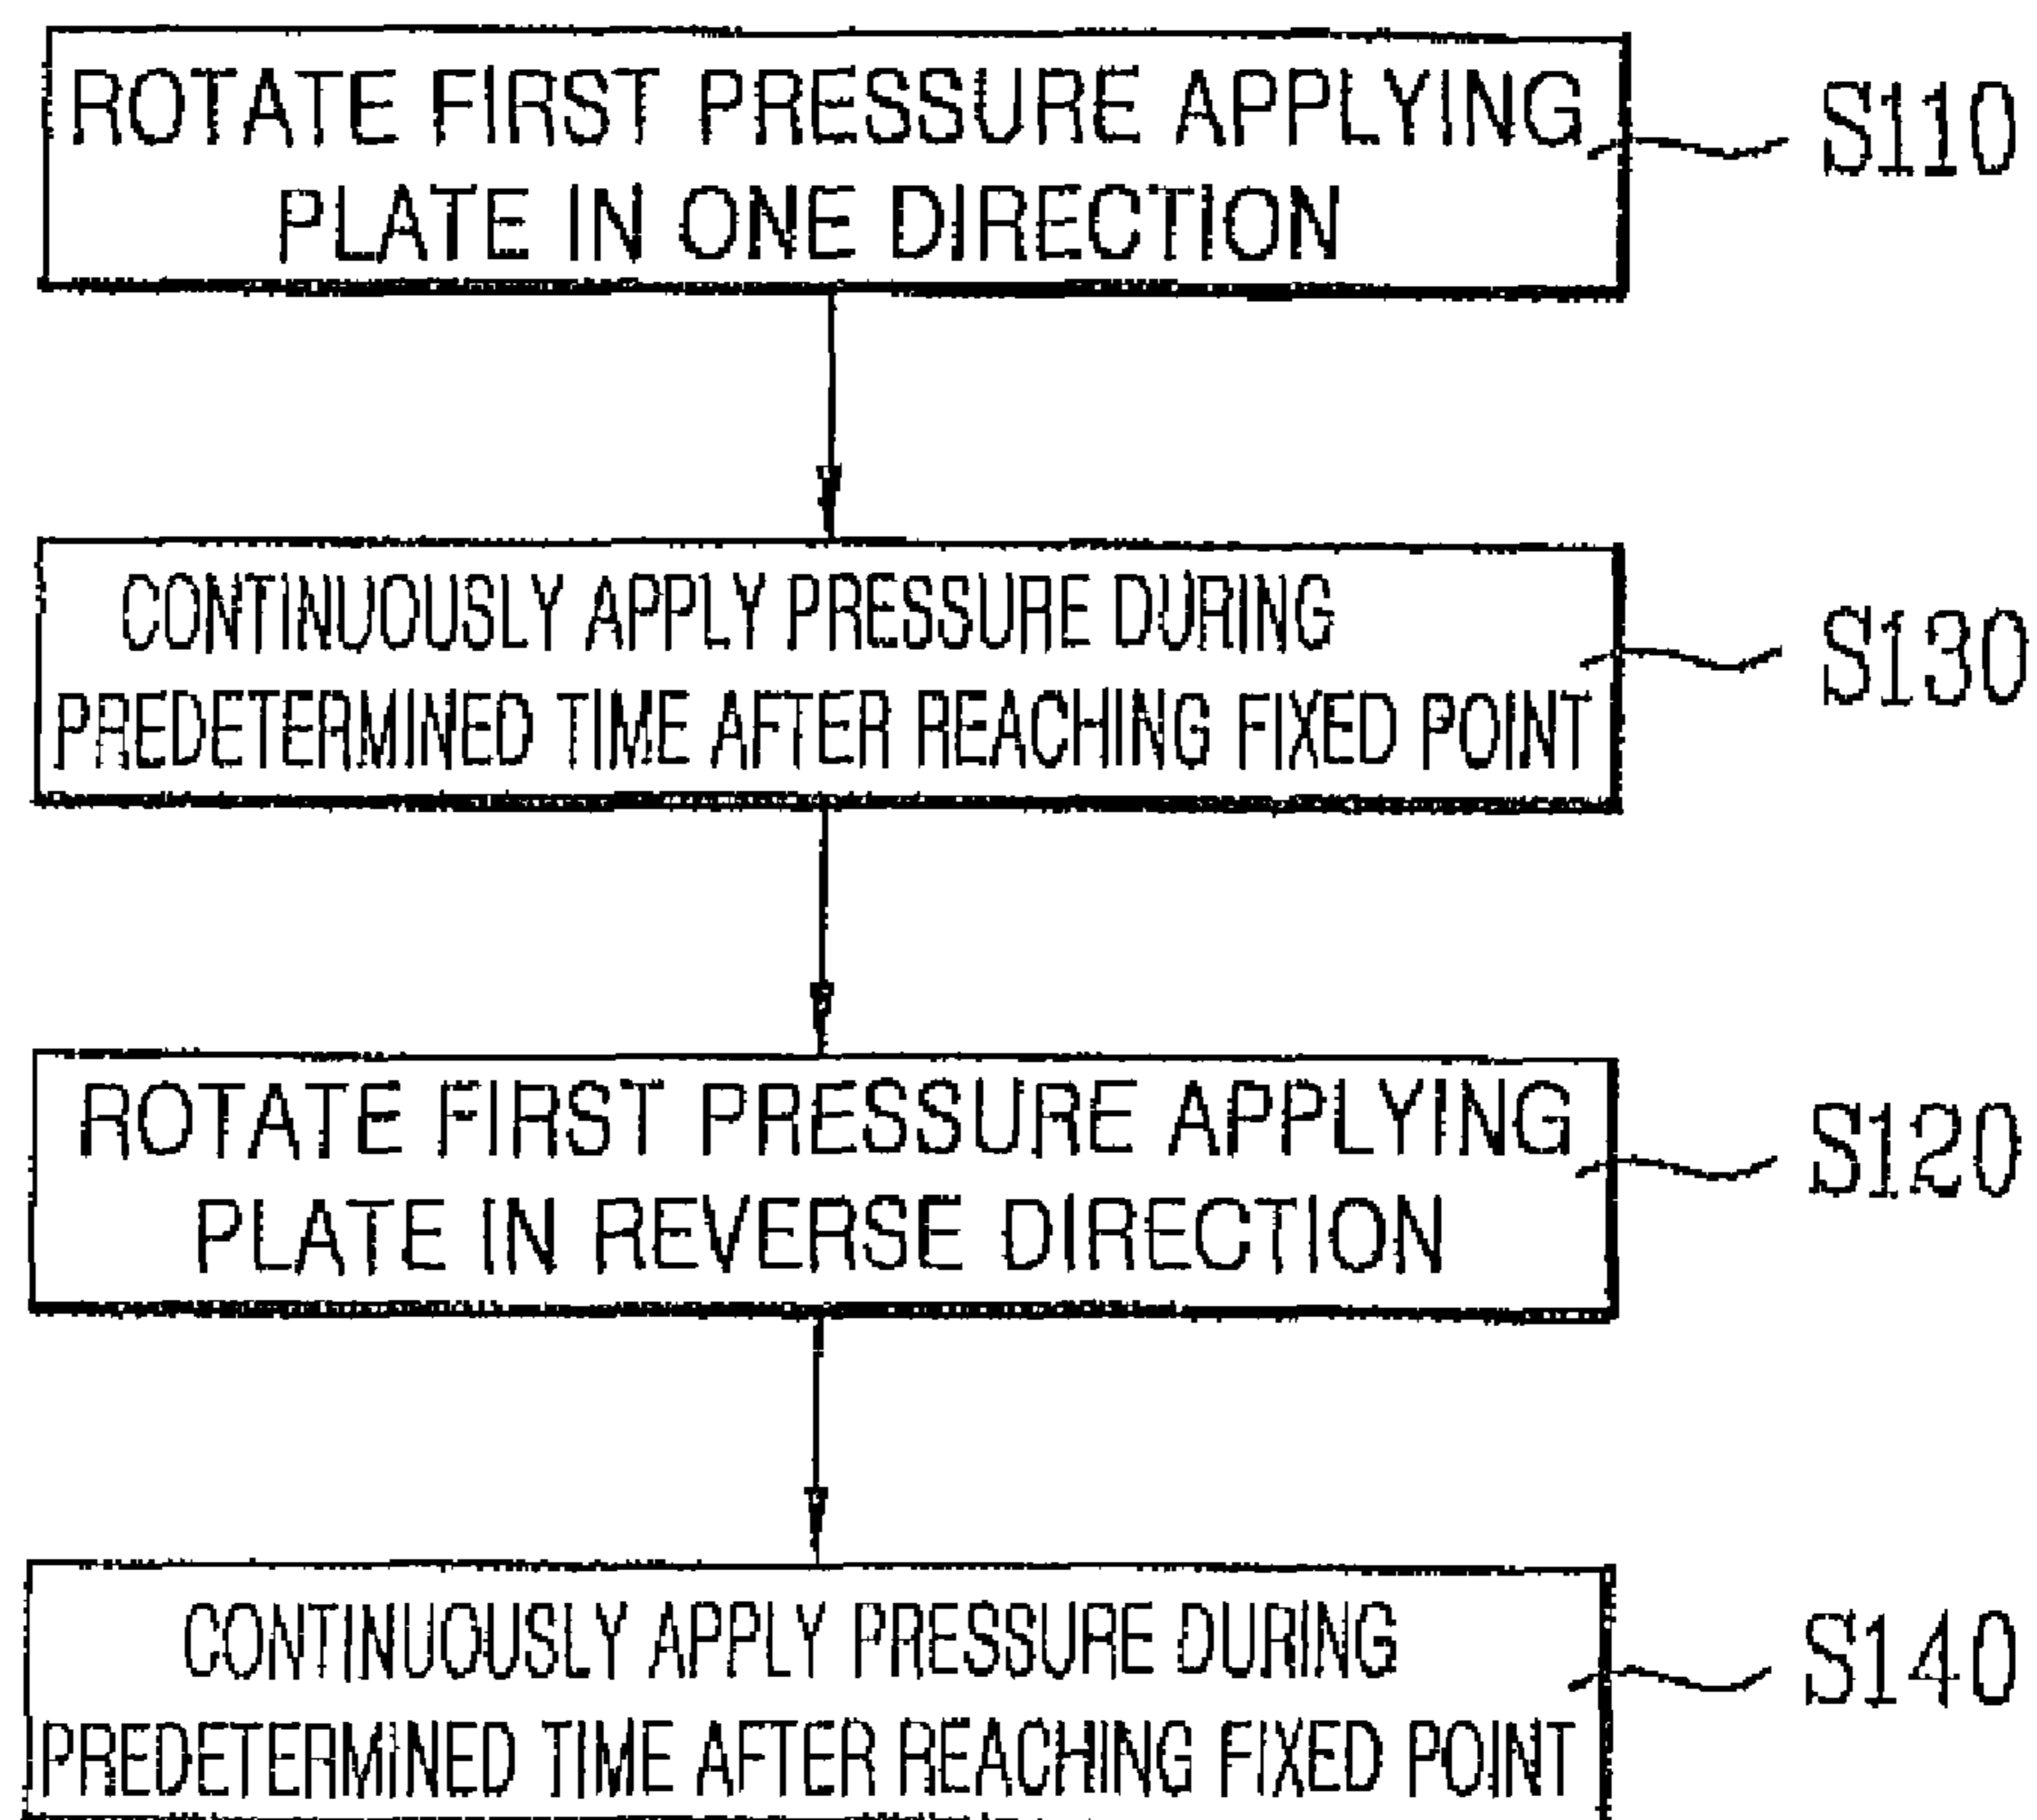 ROTATE FIRST PRESSURE APPLYING
PLATE IN ONE DIRECTION
S110
CONTINUOUSLY APPLY PRESSURE DURING
PREDETERMINED TIME AFTER REACHING FIXED POINT
S130
ROTATE FIRST PRESSURE APPLYING
PLATE IN REVERSE DIRECTION
S120
CONTINUOUSLY APPLY PRESSURE DURING
PREDETERMINED TIME AFTER REACHING FIXED POINT
S140